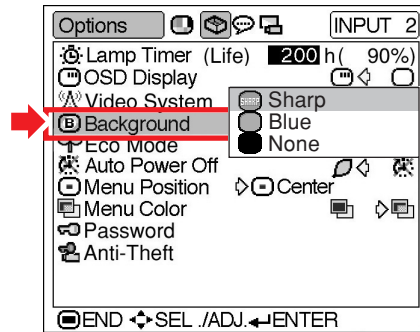 Options INPUT 2
Lamp Timer (Life) 200 h( 90%)
OSD Display
Video System
SHARP Sharp
B Background
Blue
Eco Mode
None
Auto Power Off
Menu Position Center
Menu Color
Password
Anti-Theft
END SEL ./ADJ. ENTER